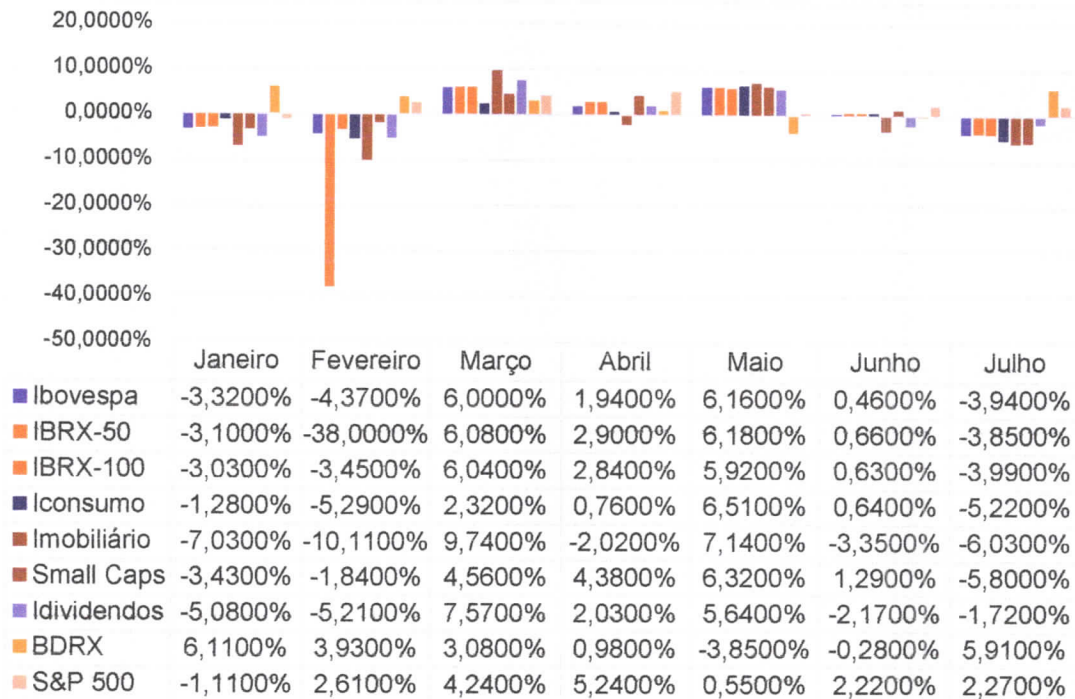 20,0000%
10,0000%
0,0000%
-10,0000%
-20,0000%
-30,0000%
-40,0000%
-50,0000%
Janeiro Fevereiro Março Abril Maio Junho Julho
Ibovespa -3,3200% -4,3700% 6,0000% 1,9400% 6,1600% 0,4600% -3,9400%
IBRX-50 -3,1000% -38,0000% 6,0800% 2,9000% 6,1800% 0,6600% -3,8500%
IBRX-100 -3,0300% -3,4500% 6,0400% 2,8400% 5,9200% 0,6300% -3,9900%
Iconsumo -1,2800% -5,2900% 2,3200% 0,7600% 6,5100% 0,6400% -5,2200%
Imobiliário -7,0300% -10,1100% 9,7400% -2,0200% 7,1400% -3,3500% -6,0300%
Small Caps -3,4300% -1,8400% 4,5600% 4,3800% 6,3200% 1,2900% -5,8000%
Idividendos -5,0800% -5,2100% 7,5700% 2,0300% 5,6400% -2,1700% -1,7200%
BDRX 6,1100% 3,9300% 3,0800% 0,9800% -3,8500% -0,2800% 5,9100%
S&P 500 -1,1100% 2,6100% 4,2400% 5,2400% 0,5500% 2,2200% 2,2700%